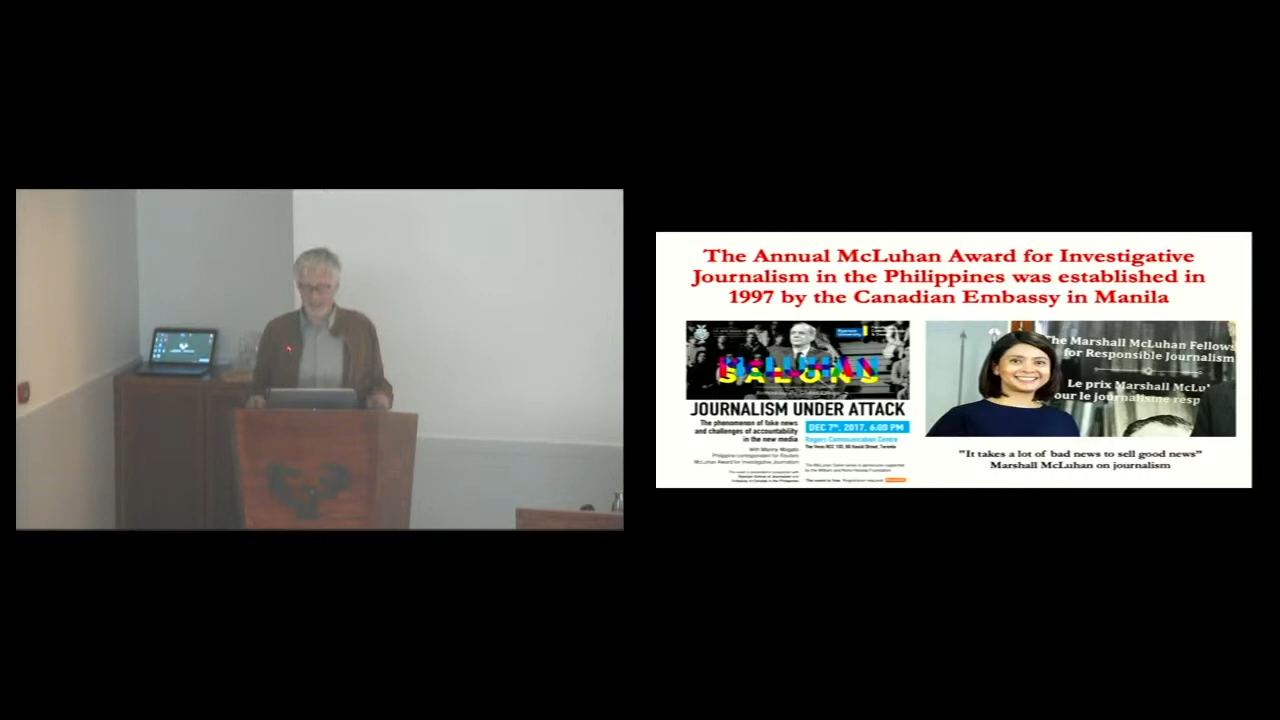 The Annual McLuhan Award for Investigative
Journalism in the Philippines was established in
1997 by the Canadian Embassy in Manila
McLUHAN
SALONS
JOURNALISM UNDER ATTACK
The phenomenon of fake news
and challenges of accountability
in the new media
With Manny Mogato
Philippine correspondent for Reuters
McLuhan Award for Investigative Journalism
DEC 7th, 2017, 6:00 PM
Rogers Communication Centre
The Marshall McLuhan Fellows
for Responsible Journalism
Le prix Marshall McLu
our le journalisme resp
"It takes a lot of bad news to sell good news"
Marshall McLuhan on journalism